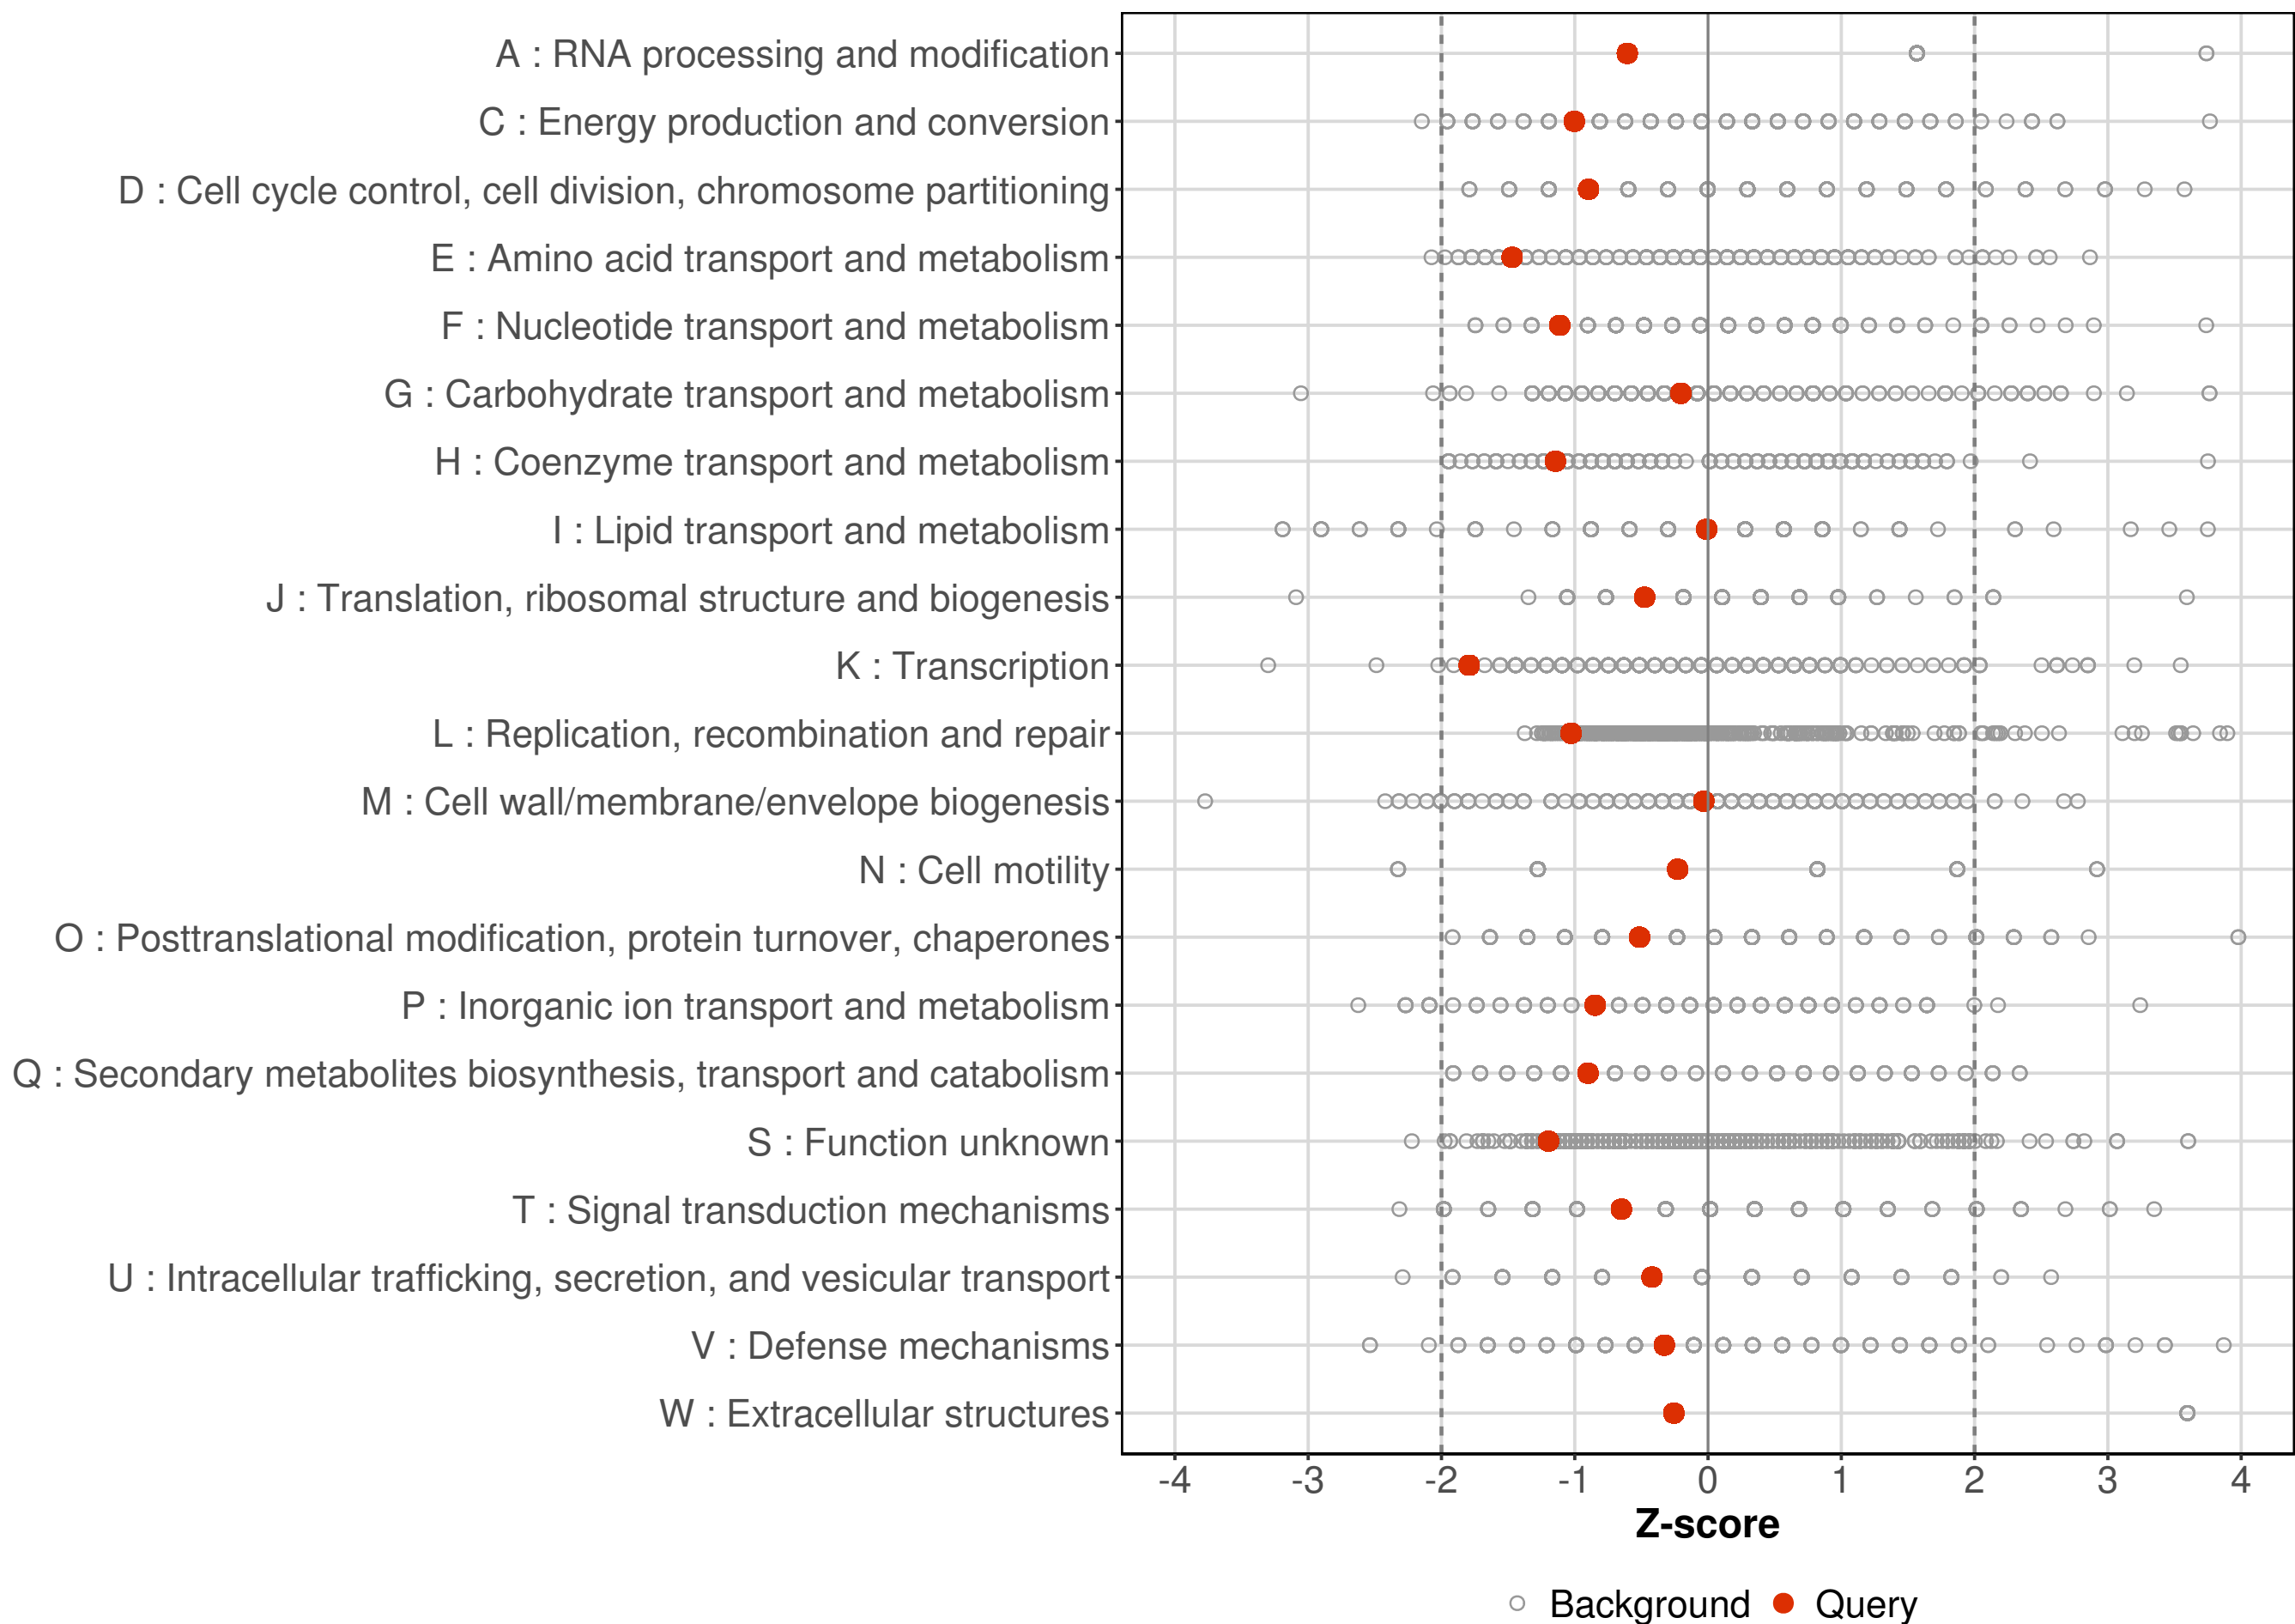 A : RNA processing and modification
C : Energy production and conversion
D : Cell cycle control, cell division, chromosome partitioning
E : Amino acid transport and metabolism
F : Nucleotide transport and metabolism
G : Carbohydrate transport and metabolism
H : Coenzyme transport and metabolism
I : Lipid transport and metabolism
J : Translation, ribosomal structure and biogenesis
K : Transcription
L : Replication, recombination and repair
M : Cell wall/membrane/envelope biogenesis
N : Cell motility
O : Posttranslational modification, protein turnover, chaperones
P : Inorganic ion transport and metabolism
Q : Secondary metabolites biosynthesis, transport and catabolism
S : Function unknown
T : Signal transduction mechanisms
U : Intracellular trafficking, secretion, and vesicular transport
V : Defense mechanisms
W : Extracellular structures
-4 -3 -2 -1 0 1 2 3 4
Z-score
Background Query